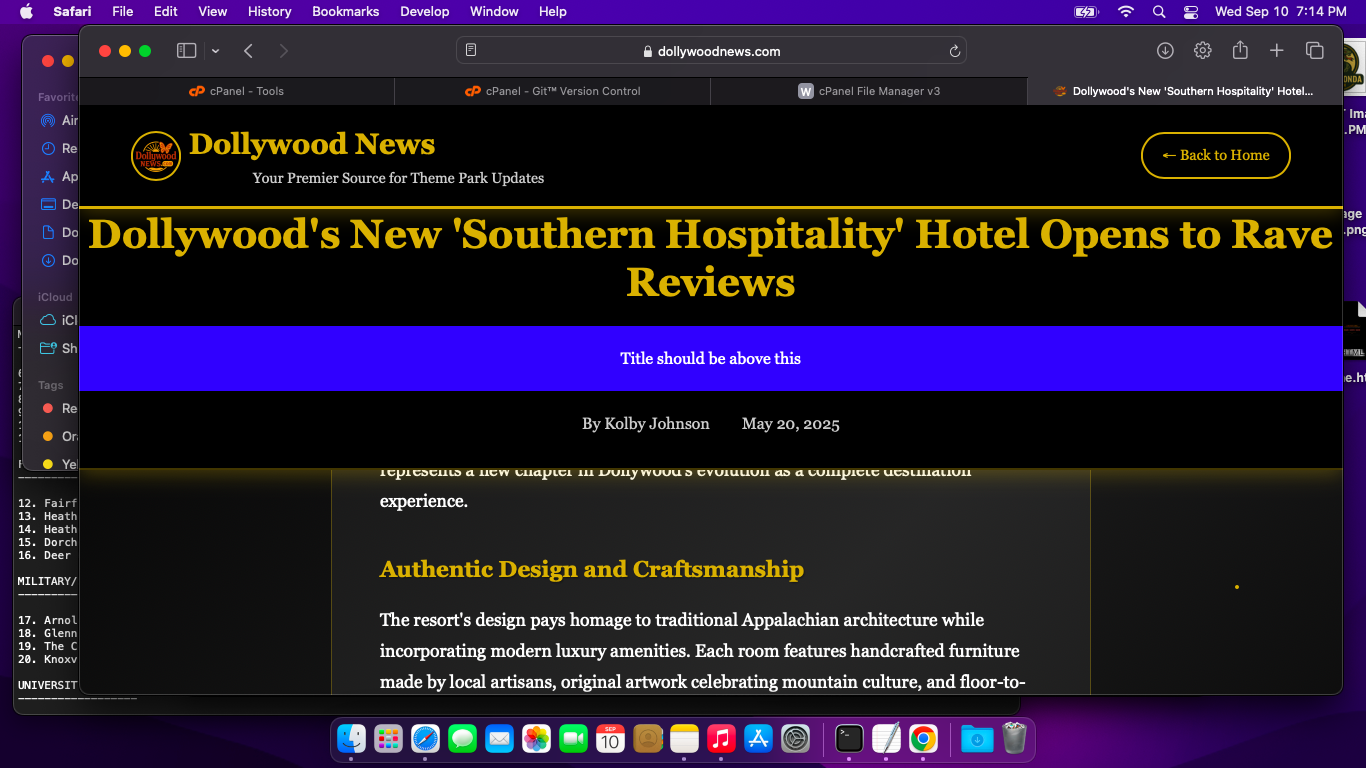 Safari File Edit View History Bookmarks Develop Window Help Wed Sep 10 7:14 PM
dollywoodnews.com
cPanel - Tools
cPanel - Git™ Version Control
cPanel File Manager v3
Dollywood's New 'Southern Hospitality' Hotel...
Dollywood News
Your Premier Source for Theme Park Updates
← Back to Home
Dollywood's New 'Southern Hospitality' Hotel Opens to Rave
Reviews
Title should be above this
By Kolby Johnson May 20, 2025
represents a new chapter in Dollywood's evolution as a complete destination
experience.
Authentic Design and Craftsmanship
The resort's design pays homage to traditional Appalachian architecture while
incorporating modern luxury amenities. Each room features handcrafted furniture
made by local artisans, original artwork celebrating mountain culture, and floor-to-
Favorite
Air
Re
Ap
De
Do
Do
iCloud
iCl
Sh
Tags
Re
Ora
Yel
12. Fairf
13. Heath
14. Heath
15. Dorch
16. Deer
MILITARY/
17. Arnol
18. Glenn
19. The C
20. Knoxv
UNIVERSIT
SEP
10